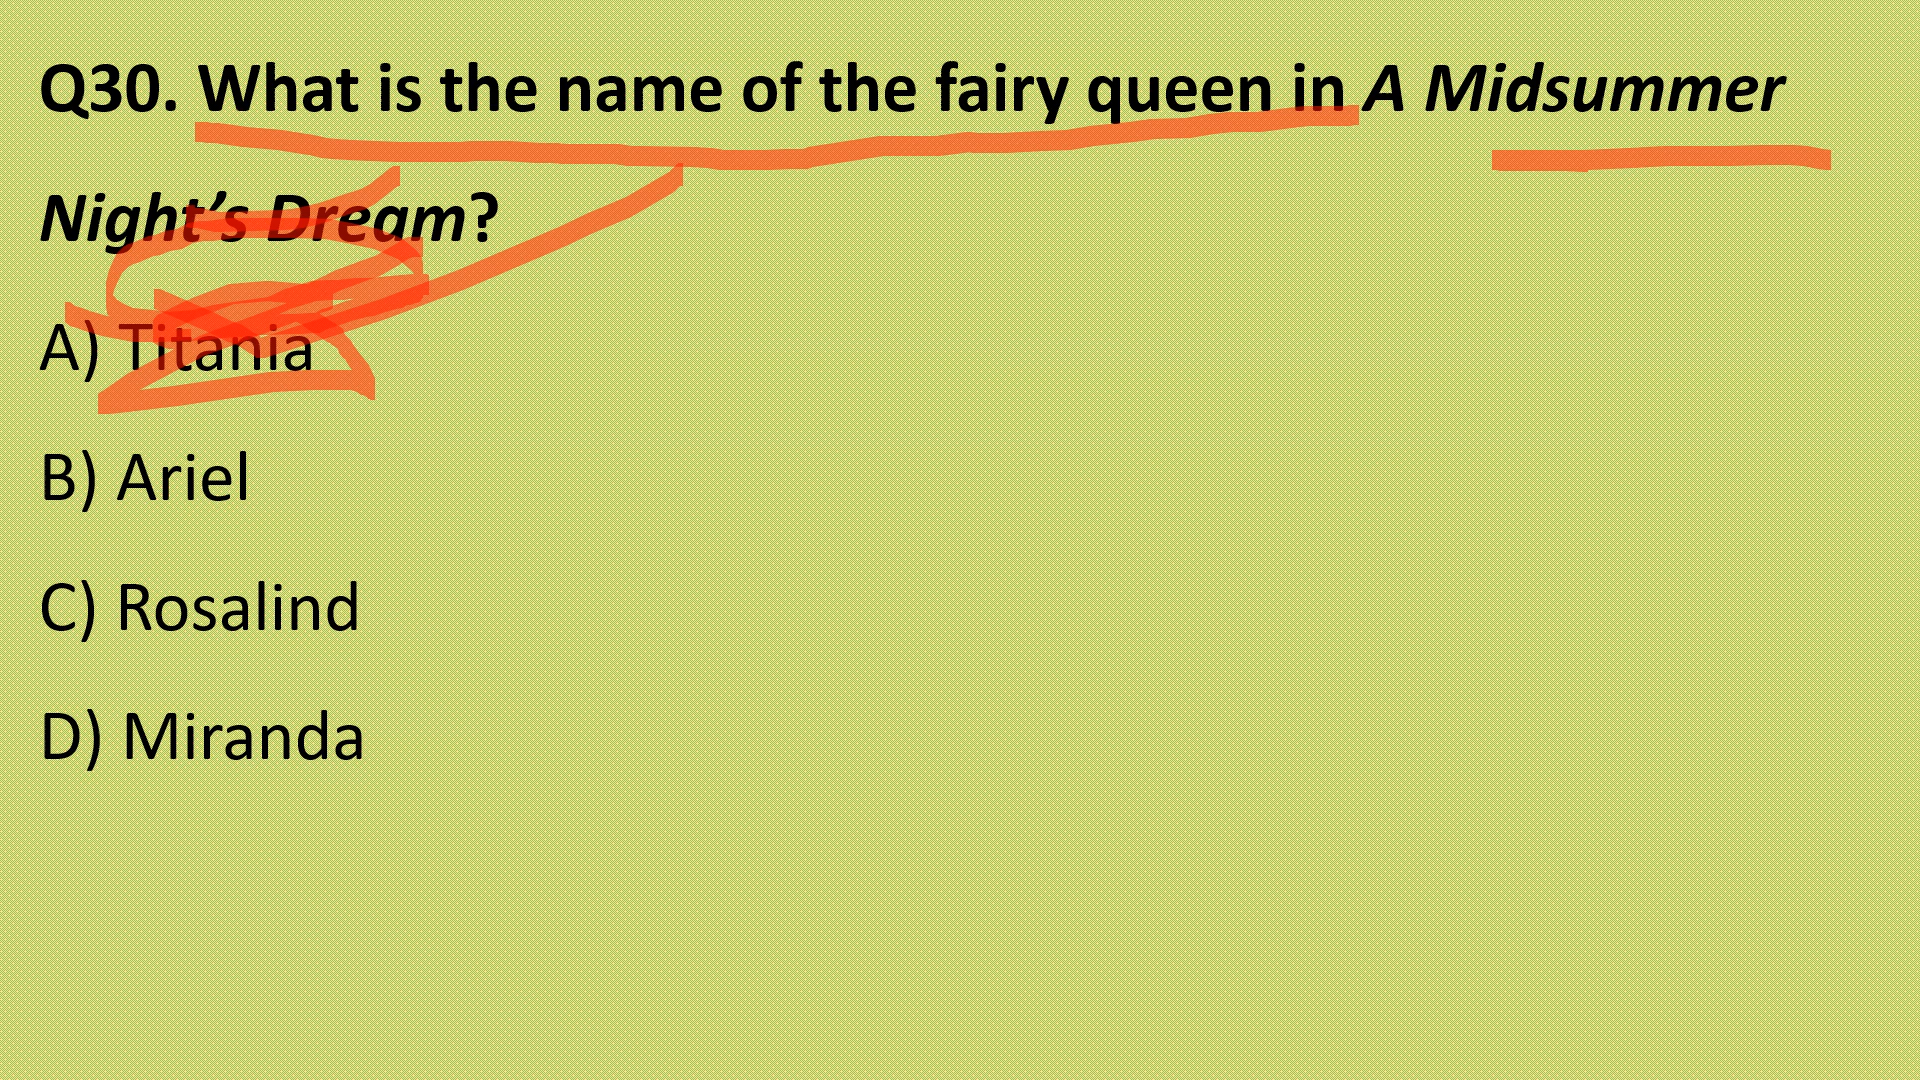 Q30. What is the name of the fairy queen in A Midsummer
Night’s Dream?
A) Titania
B) Ariel
C) Rosalind
D) Miranda